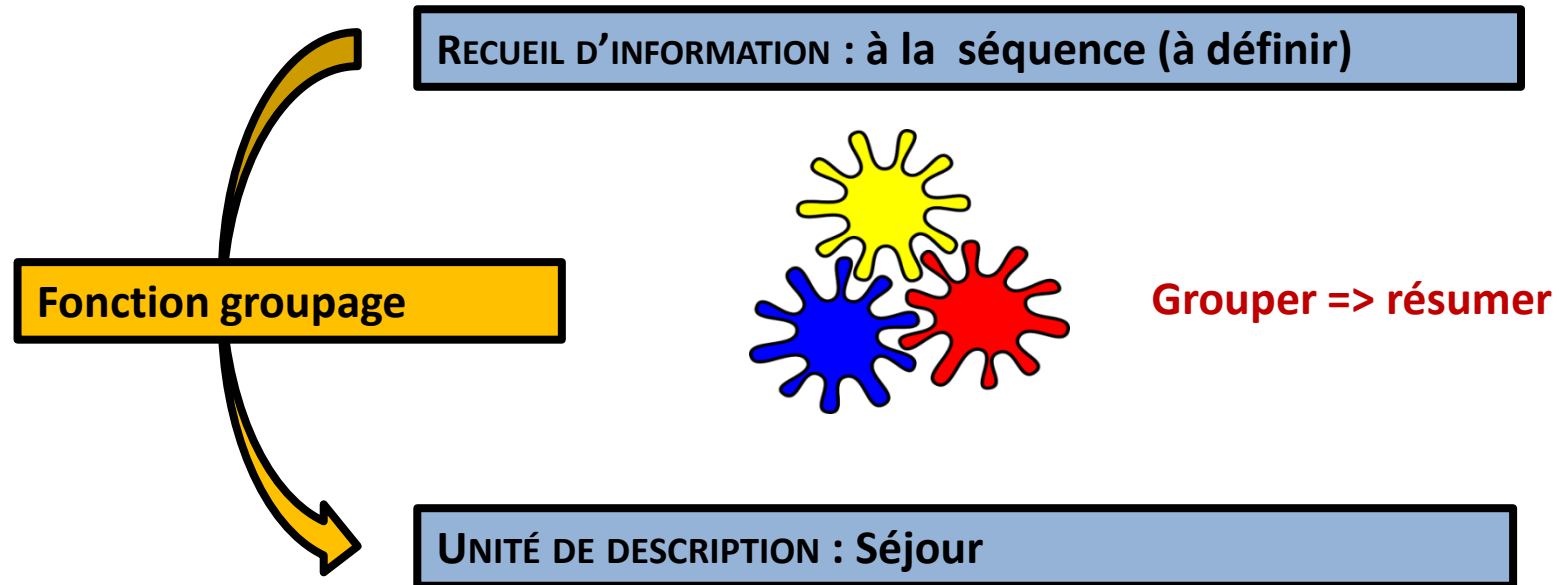 RECUEIL D’INFORMATION : à la séquence (à définir)
Fonction groupage
Grouper => résumer
UNITÉ DE DESCRIPTION : Séjour